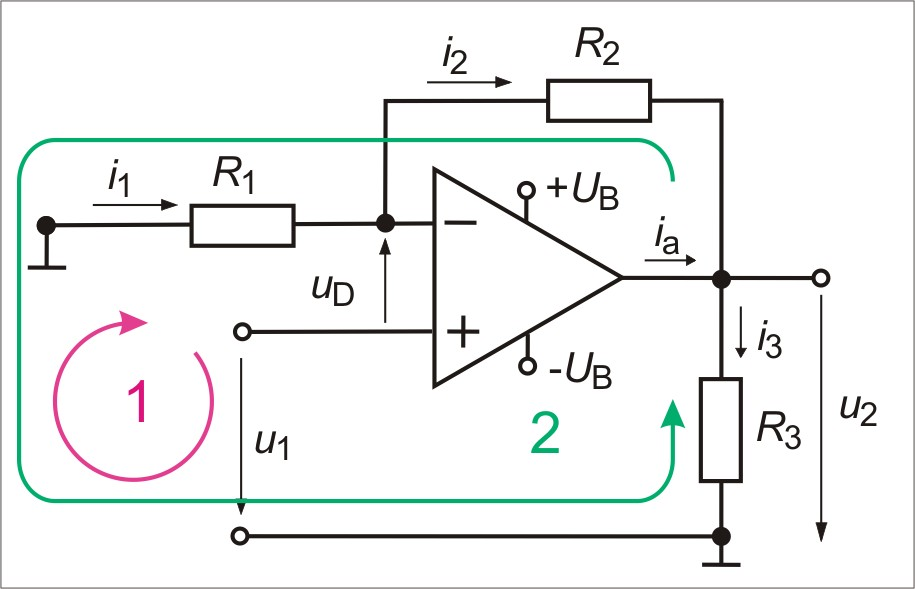 i2
R2
i1
R1
+UB
ia
uD
−
+
i3
-UB
1
2
u1
R3
u2